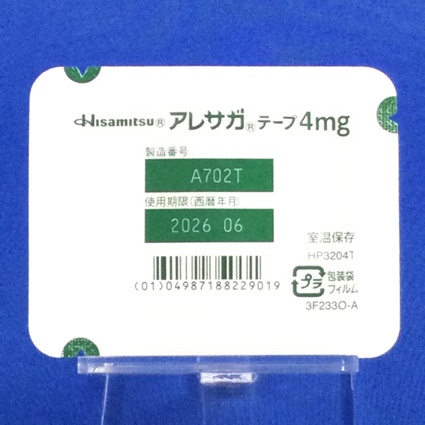 Hisamitsu® アレサガ®テープ4mg
製造番号
A702T
使用期限(西暦年月)
2026 06
室温保存
HP3204T
プラ 包装袋
フィルム
(01)04987188229019
3F233O-A